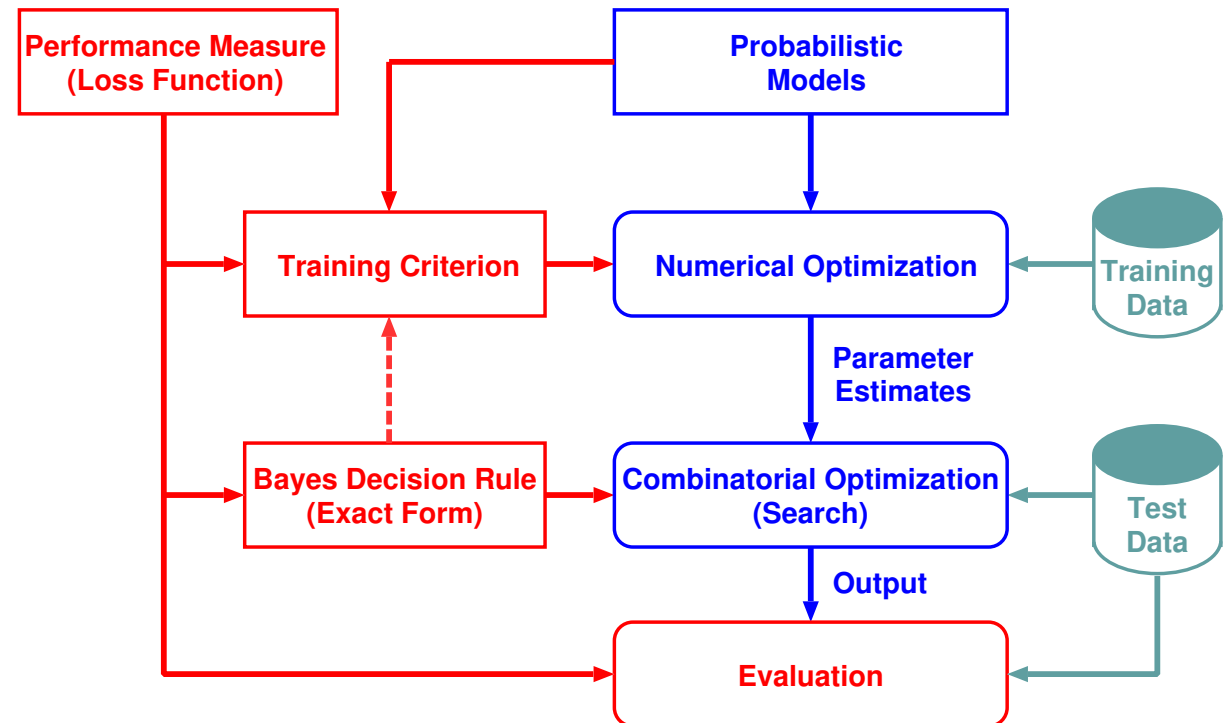 Performance Measure
(Loss Function)
Probabilistic
Models
Training Criterion
Numerical Optimization
Training
Data
Parameter
Estimates
Bayes Decision Rule
(Exact Form)
Combinatorial Optimization
(Search)
Test
Data
Output
Evaluation